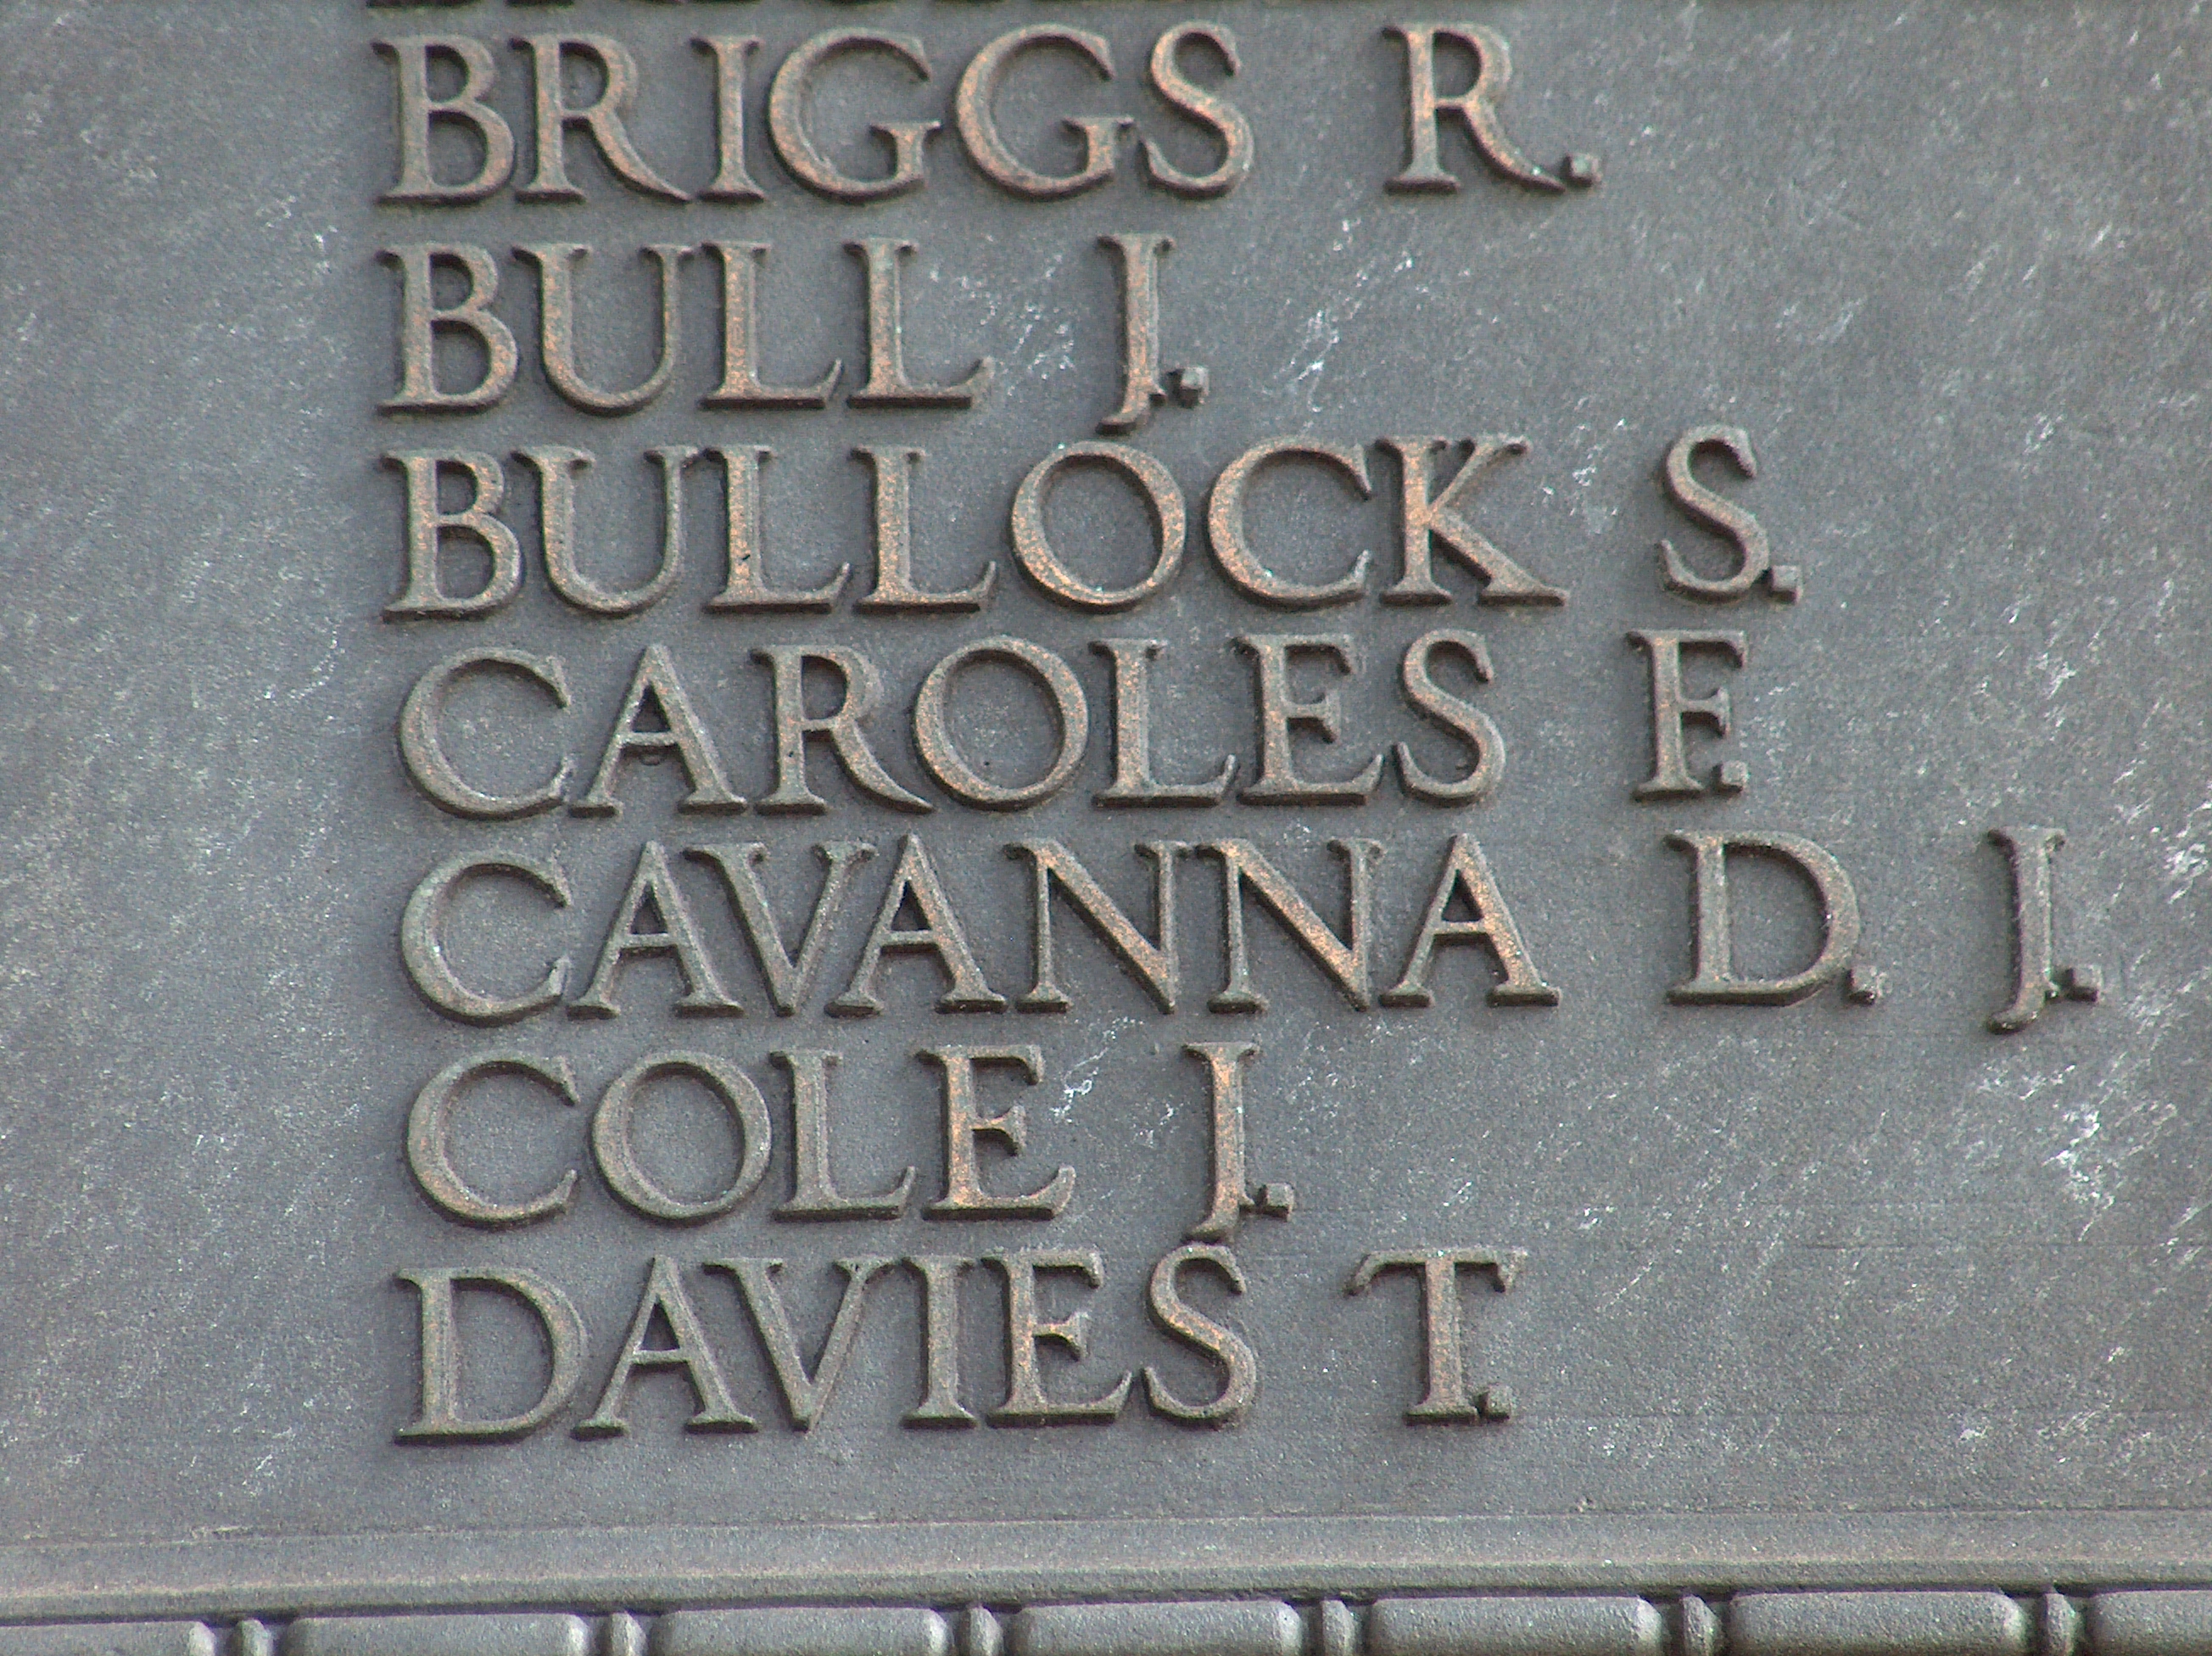 BRIGGS R.
BULL J.
BULLOCK S.
CAROLES F.
CAVANNA D. J.
COLE J.
DAVIES T.